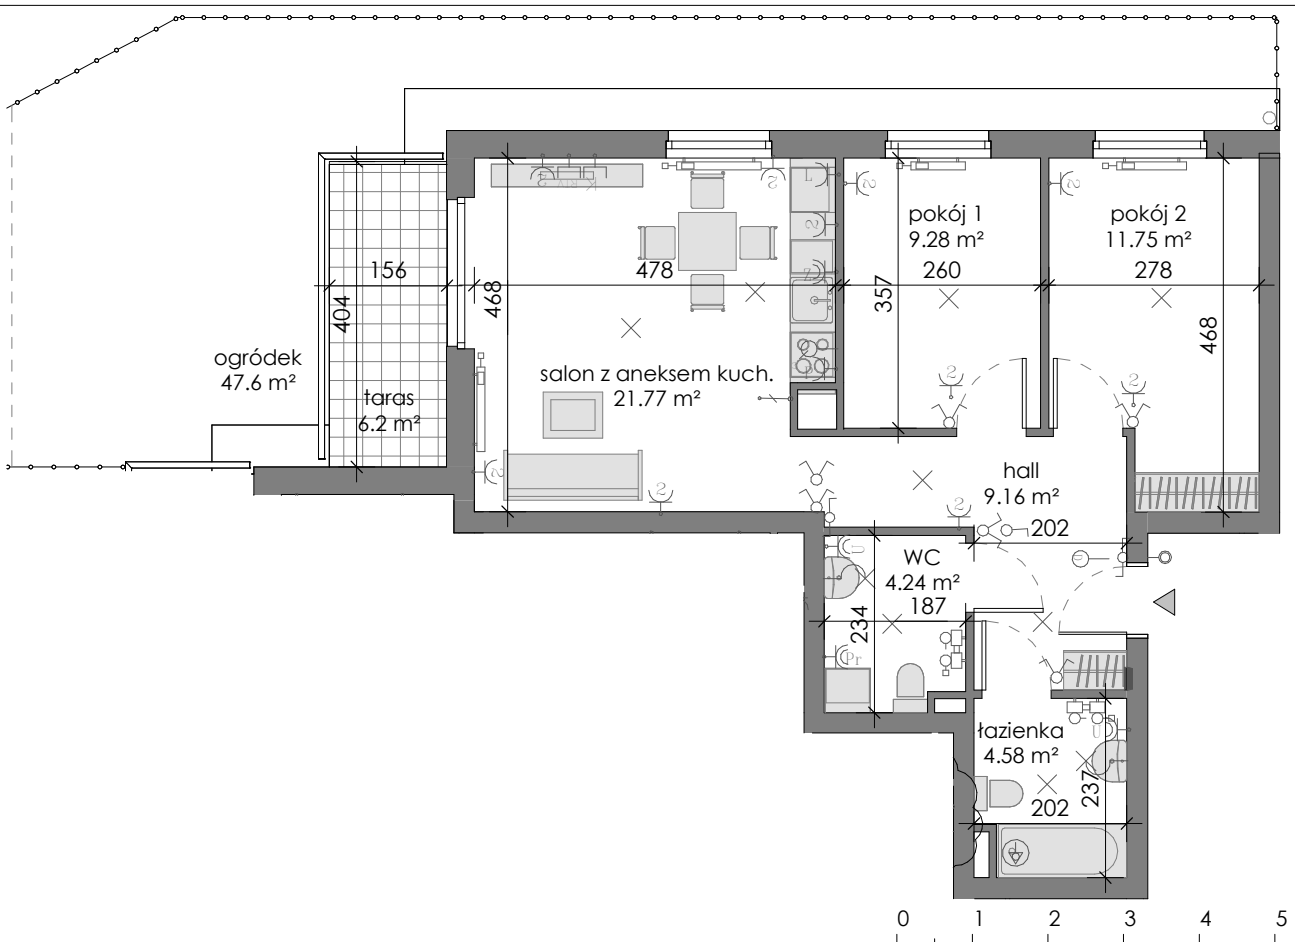 pokój 1
9.28 m²
260
357
pokój 2
11.75 m²
278
468
156
404
478
468
ogródek
47.6 m²
taras
6.2 m²
salon z aneksem kuch.
21.77 m²
hall
9.16 m²
202
WC
4.24 m²
187
234
Pr
łazienka
4.58 m²
202
237
0 1 2 3 4 5